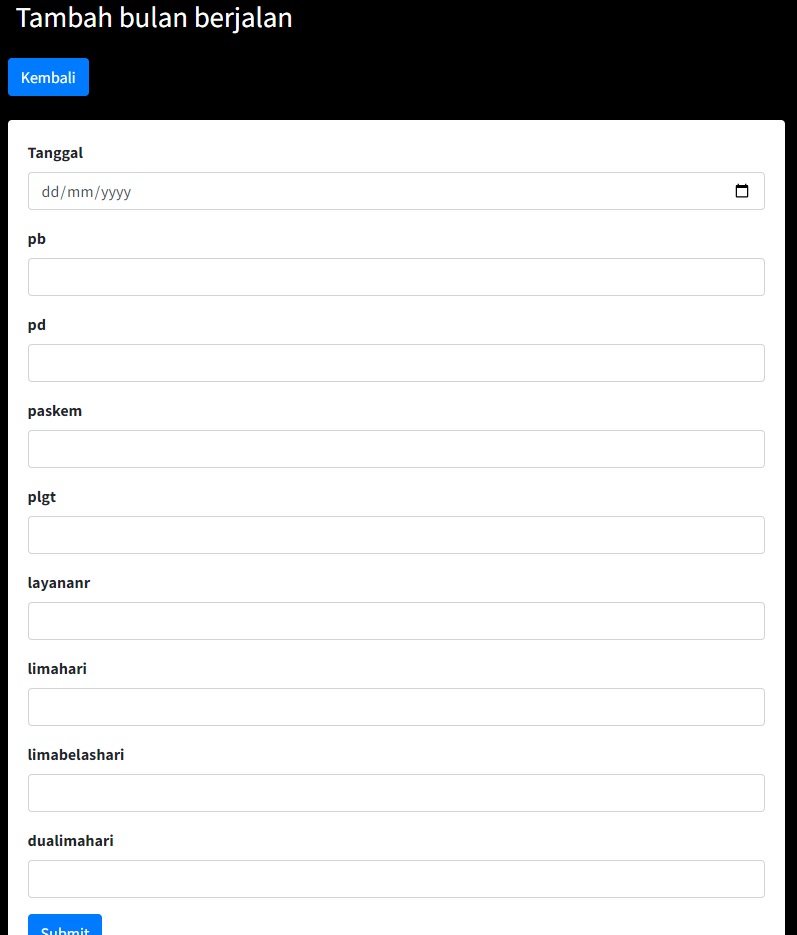 Tambah bulan berjalan
Kembali
Tanggal
dd/mm/yyyy
pb
pd
paskem
plgt
layananr
limahari
limabelashari
dualimahari
Submit